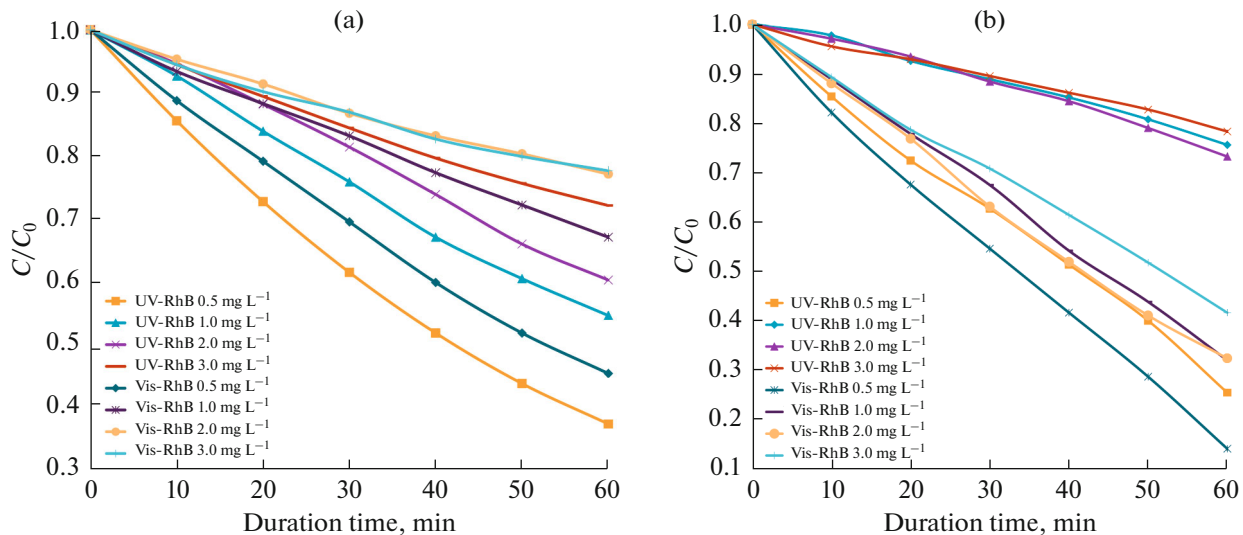 (a)
1.0
0.9
0.8
0.7
0.6
0.5
0.4
0.3
C/C₀
UV-RhB 0.5 mg L⁻¹
UV-RhB 1.0 mg L⁻¹
UV-RhB 2.0 mg L⁻¹
UV-RhB 3.0 mg L⁻¹
Vis-RhB 0.5 mg L⁻¹
Vis-RhB 1.0 mg L⁻¹
Vis-RhB 2.0 mg L⁻¹
Vis-RhB 3.0 mg L⁻¹
0 10 20 30 40 50 60
Duration time, min
(b)
1.0
0.9
0.8
0.7
0.6
0.5
0.4
0.3
0.2
0.1
C/C₀
UV-RhB 0.5 mg L⁻¹
UV-RhB 1.0 mg L⁻¹
UV-RhB 2.0 mg L⁻¹
UV-RhB 3.0 mg L⁻¹
Vis-RhB 0.5 mg L⁻¹
Vis-RhB 1.0 mg L⁻¹
Vis-RhB 2.0 mg L⁻¹
Vis-RhB 3.0 mg L⁻¹
0 10 20 30 40 50 60
Duration time, min